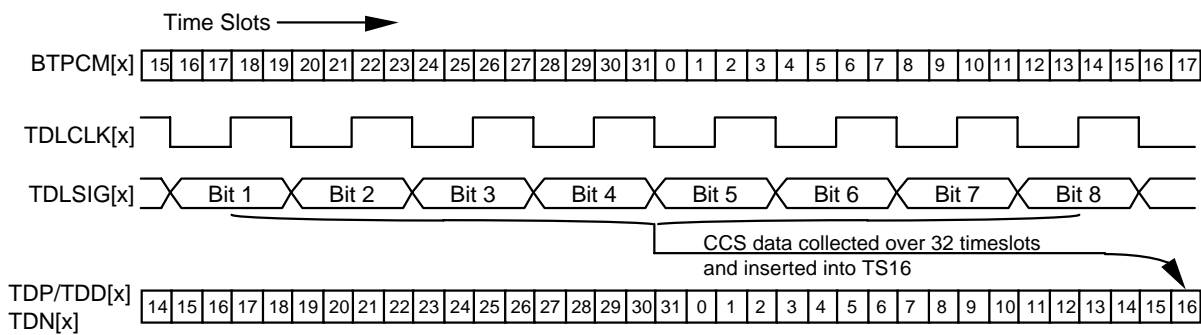 Time Slots
BTPCM[x] 15 16 17 18 19 20 21 22 23 24 25 26 27 28 29 30 31 0 1 2 3 4 5 6 7 8 9 10 11 12 13 14 15 16 17
TDLCLK[x]
TDLSIG[x] Bit 1 Bit 2 Bit 3 Bit 4 Bit 5 Bit 6 Bit 7 Bit 8
CCS data collected over 32 timeslots
and inserted into TS16
TDP/TDD[x]
TDN[x] 14 15 16 17 18 19 20 21 22 23 24 25 26 27 28 29 30 31 0 1 2 3 4 5 6 7 8 9 10 11 12 13 14 15 16